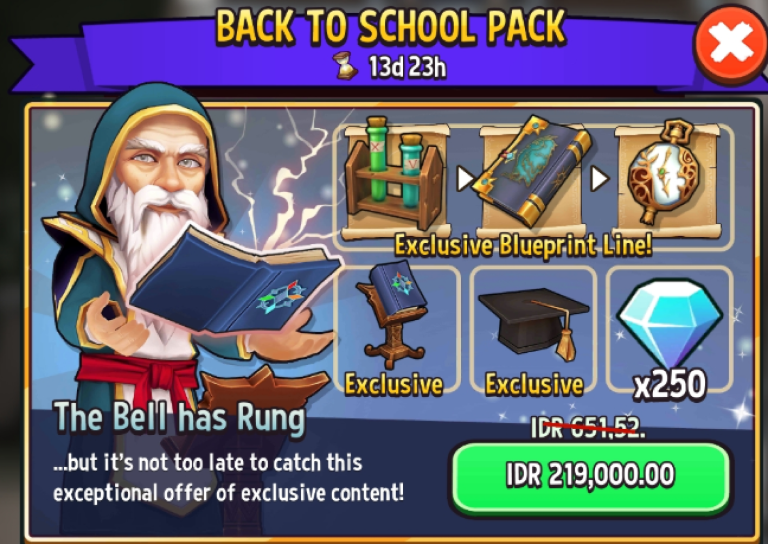 BACK TO SCHOOL PACK
13d 23h
Exclusive Blueprint Line!
Exclusive
Exclusive
x250
The Bell has Rung
IDR 651,52.
...but it's not too late to catch this
exceptional offer of exclusive content!
IDR 219,000.00